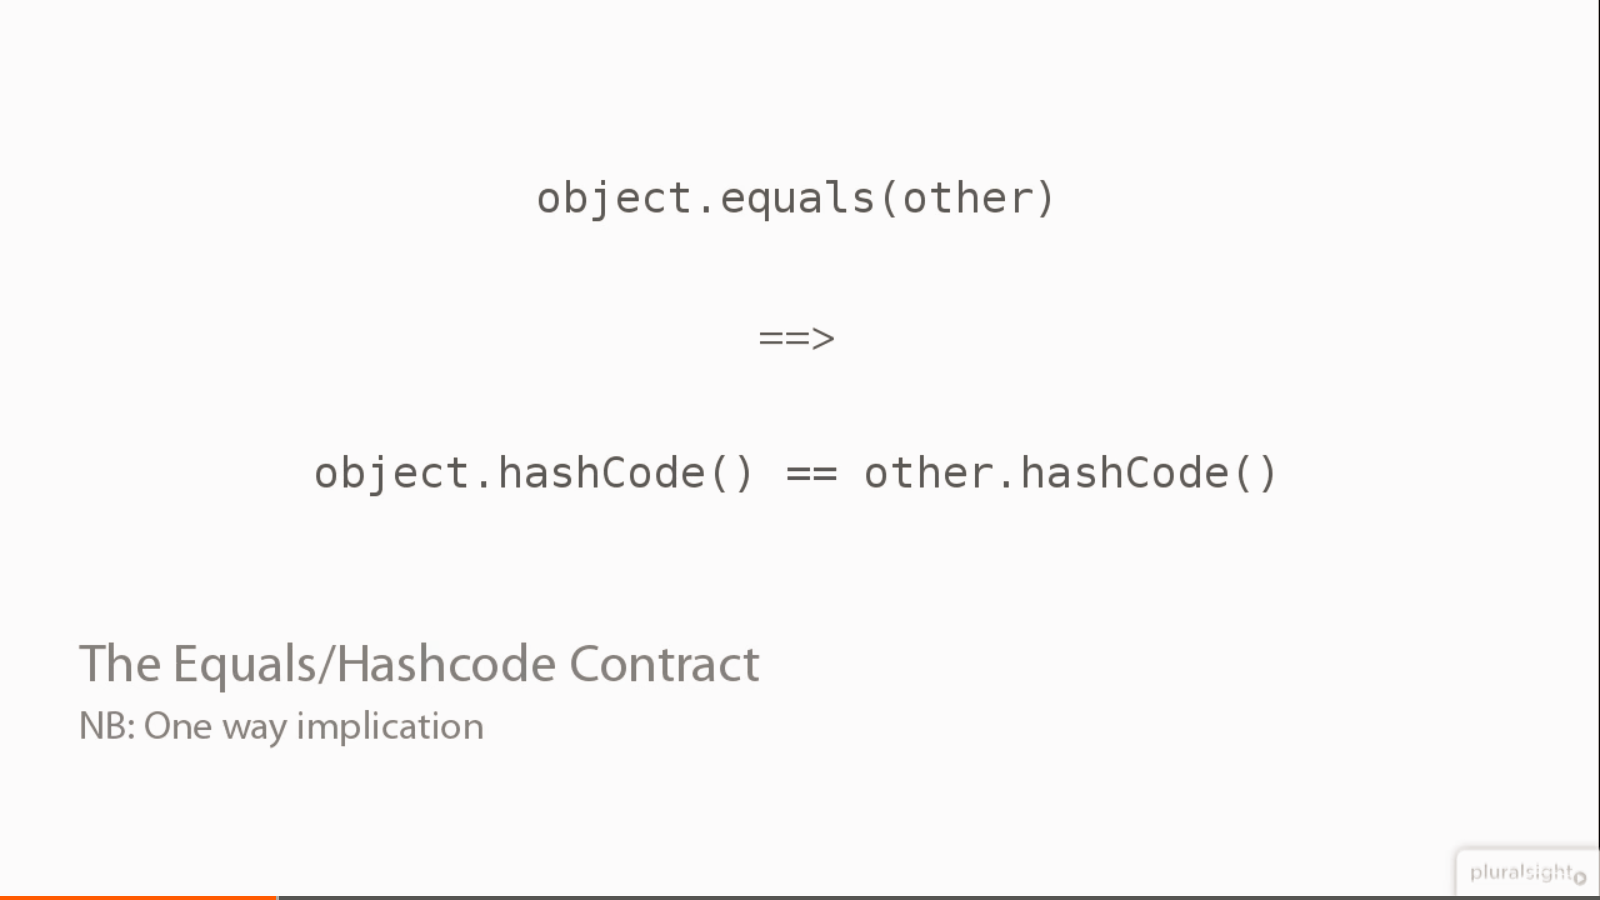 object.equals(other)
==>
object.hashCode() == other.hashCode()
The Equals/Hashcode Contract
NB: One way implication
pluralsight